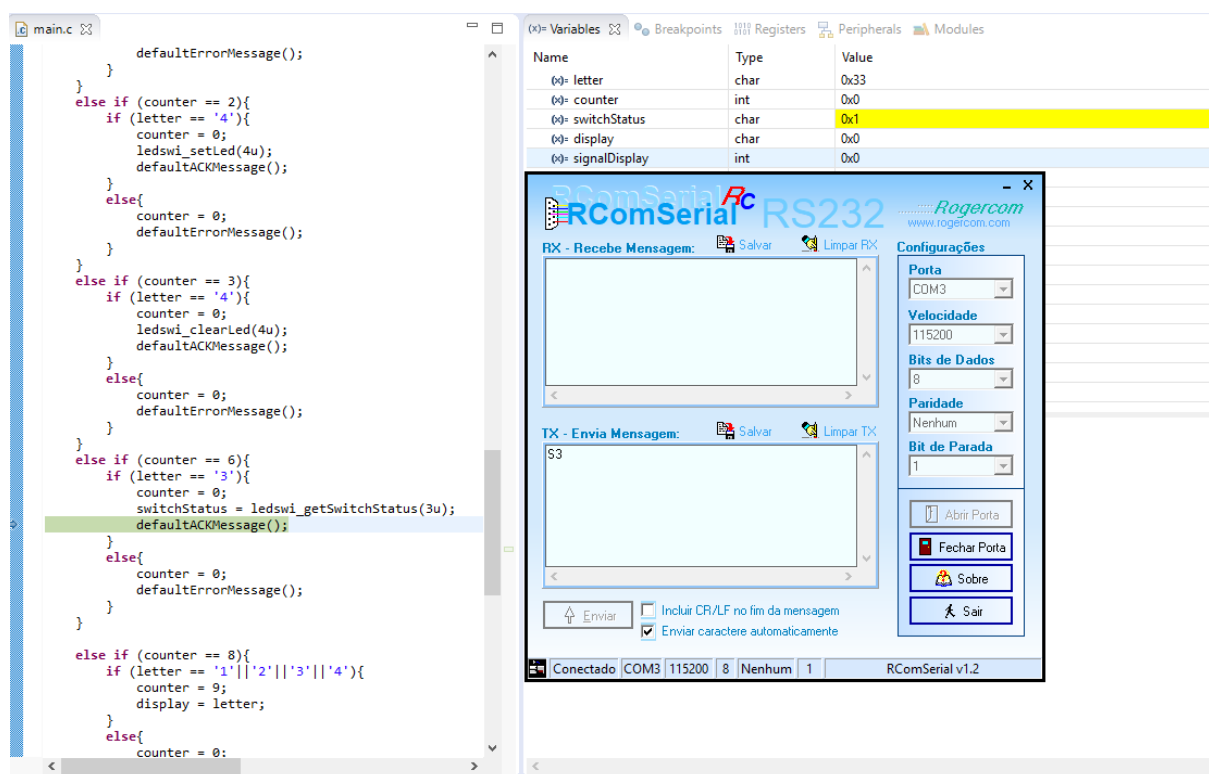 main.c
defaultErrorMessage();
}
}
else if (counter == 2){
if (letter == '4'){
counter = 0;
ledswi_setLed(4u);
defaultACKMessage();
}
else{
counter = 0;
defaultErrorMessage();
}
}
else if (counter == 3){
if (letter == '4'){
counter = 0;
ledswi_clearLed(4u);
defaultACKMessage();
}
else{
counter = 0;
defaultErrorMessage();
}
}
else if (counter == 6){
if (letter == '3'){
counter = 0;
switchStatus = ledswi_getSwitchStatus(3u);
defaultACKMessage();
}
else{
counter = 0;
defaultErrorMessage();
}
}
else if (counter == 8){
if (letter == '1'||'2'||'3'||'4'){
counter = 9;
display = letter;
}
else{
counter = 0;
(x)= Variables Breakpoints Registers Peripherals Modules
Name Type Value
(x)= letter char 0x33
(x)= counter int 0x0
(x)= switchStatus char 0x1
(x)= display char 0x0
(x)= signalDisplay int 0x0
RComSerial RC RS232
Rogercom
www.rogercom.com
RX - Recebe Mensagem: Salvar Limpar RX
TX - Envia Mensagem: Salvar Limpar TX
S3
Enviar
Incluir CR/LF no fim da mensagem
Enviar caractere automaticamente
Configurações
Porta
COM3
Velocidade
115200
Bits de Dados
8
Paridade
Nenhum
Bit de Parada
1
Abrir Porta
Fechar Porta
Sobre
Sair
Conectado COM3 115200 8 Nenhum 1 RComSerial v1.2